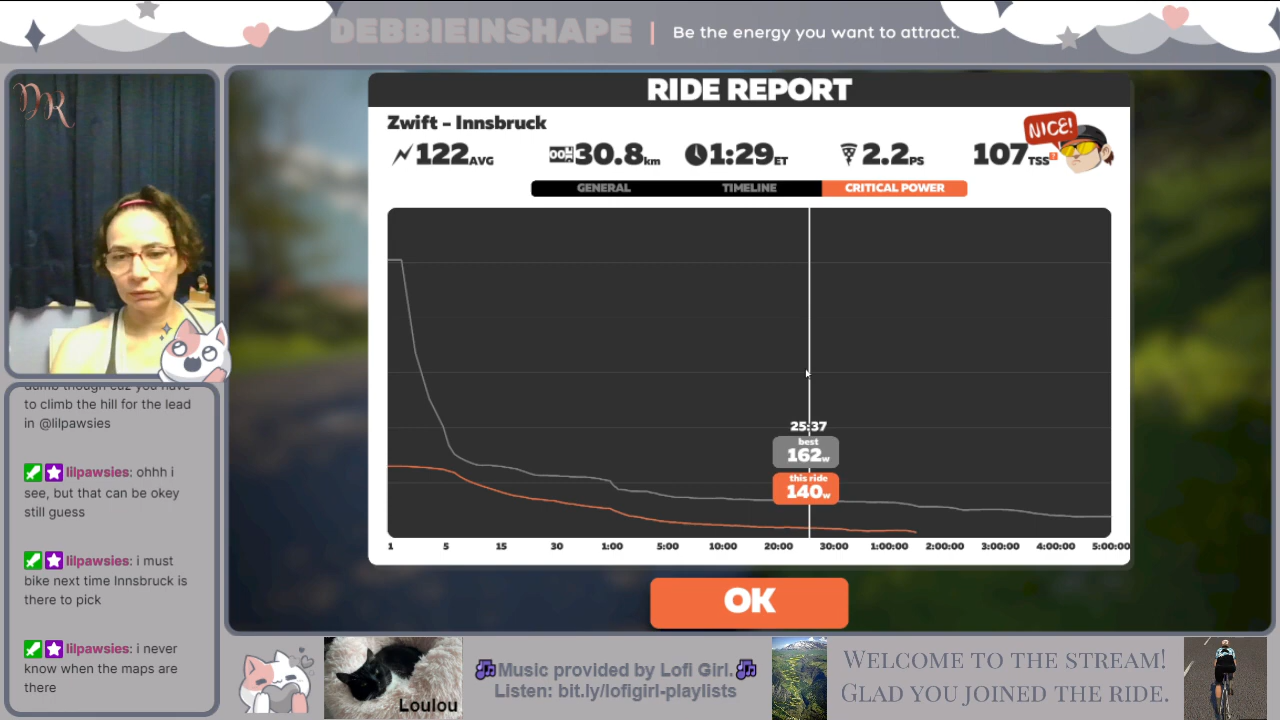 DEBBIEINSHAPE | Be the energy you want to attract.
DK
RIDE REPORT
Zwift – Innsbruck
NICE!
122AVG
30.8km
1:29ET
2.2PS
107TSS?
GENERAL
TIMELINE
CRITICAL POWER
25:37
best
162w
this ride
140w
1 5 15 30 1:00 5:00 10:00 20:00 30:00 1:00:00 2:00:00 3:00:00 4:00:00 5:00:00
OK
dumb though cuz you have
to climb the hill for the lead
in @lilpawsies
lilpawsies: ohhh i
see, but that can be okey
still guess
lilpawsies: i must
bike next time Innsbruck is
there to pick
lilpawsies: i never
know when the maps are
there
Loulou
Music provided by Lofi Girl.
Listen: bit.ly/lofigirl-playlists
Welcome to the stream!
Glad you joined the ride.